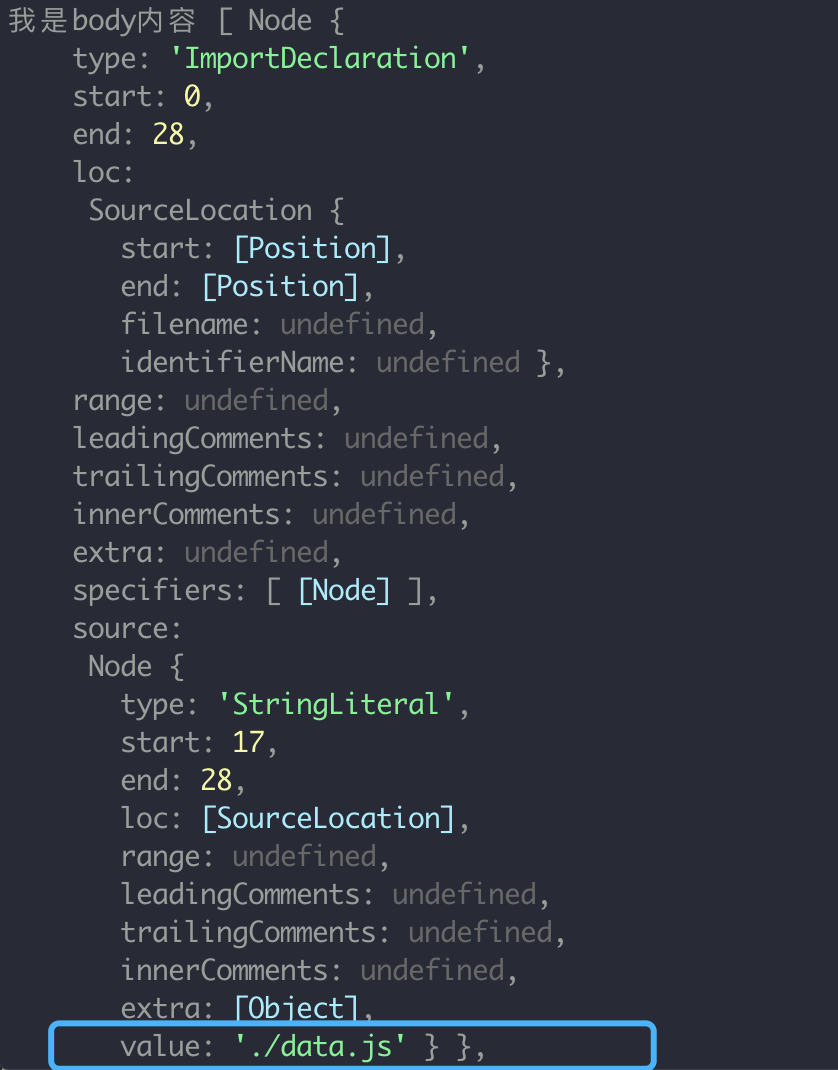 我是body内容 [ Node {
    type: 'ImportDeclaration',
    start: 0,
    end: 28,
    loc:
     SourceLocation {
       start: [Position],
       end: [Position],
       filename: undefined,
       identifierName: undefined },
    range: undefined,
    leadingComments: undefined,
    trailingComments: undefined,
    innerComments: undefined,
    extra: undefined,
    specifiers: [ [Node] ],
    source:
     Node {
       type: 'StringLiteral',
       start: 17,
       end: 28,
       loc: [SourceLocation],
       range: undefined,
       leadingComments: undefined,
       trailingComments: undefined,
       innerComments: undefined,
       extra: [Object],
       value: './data.js' } },